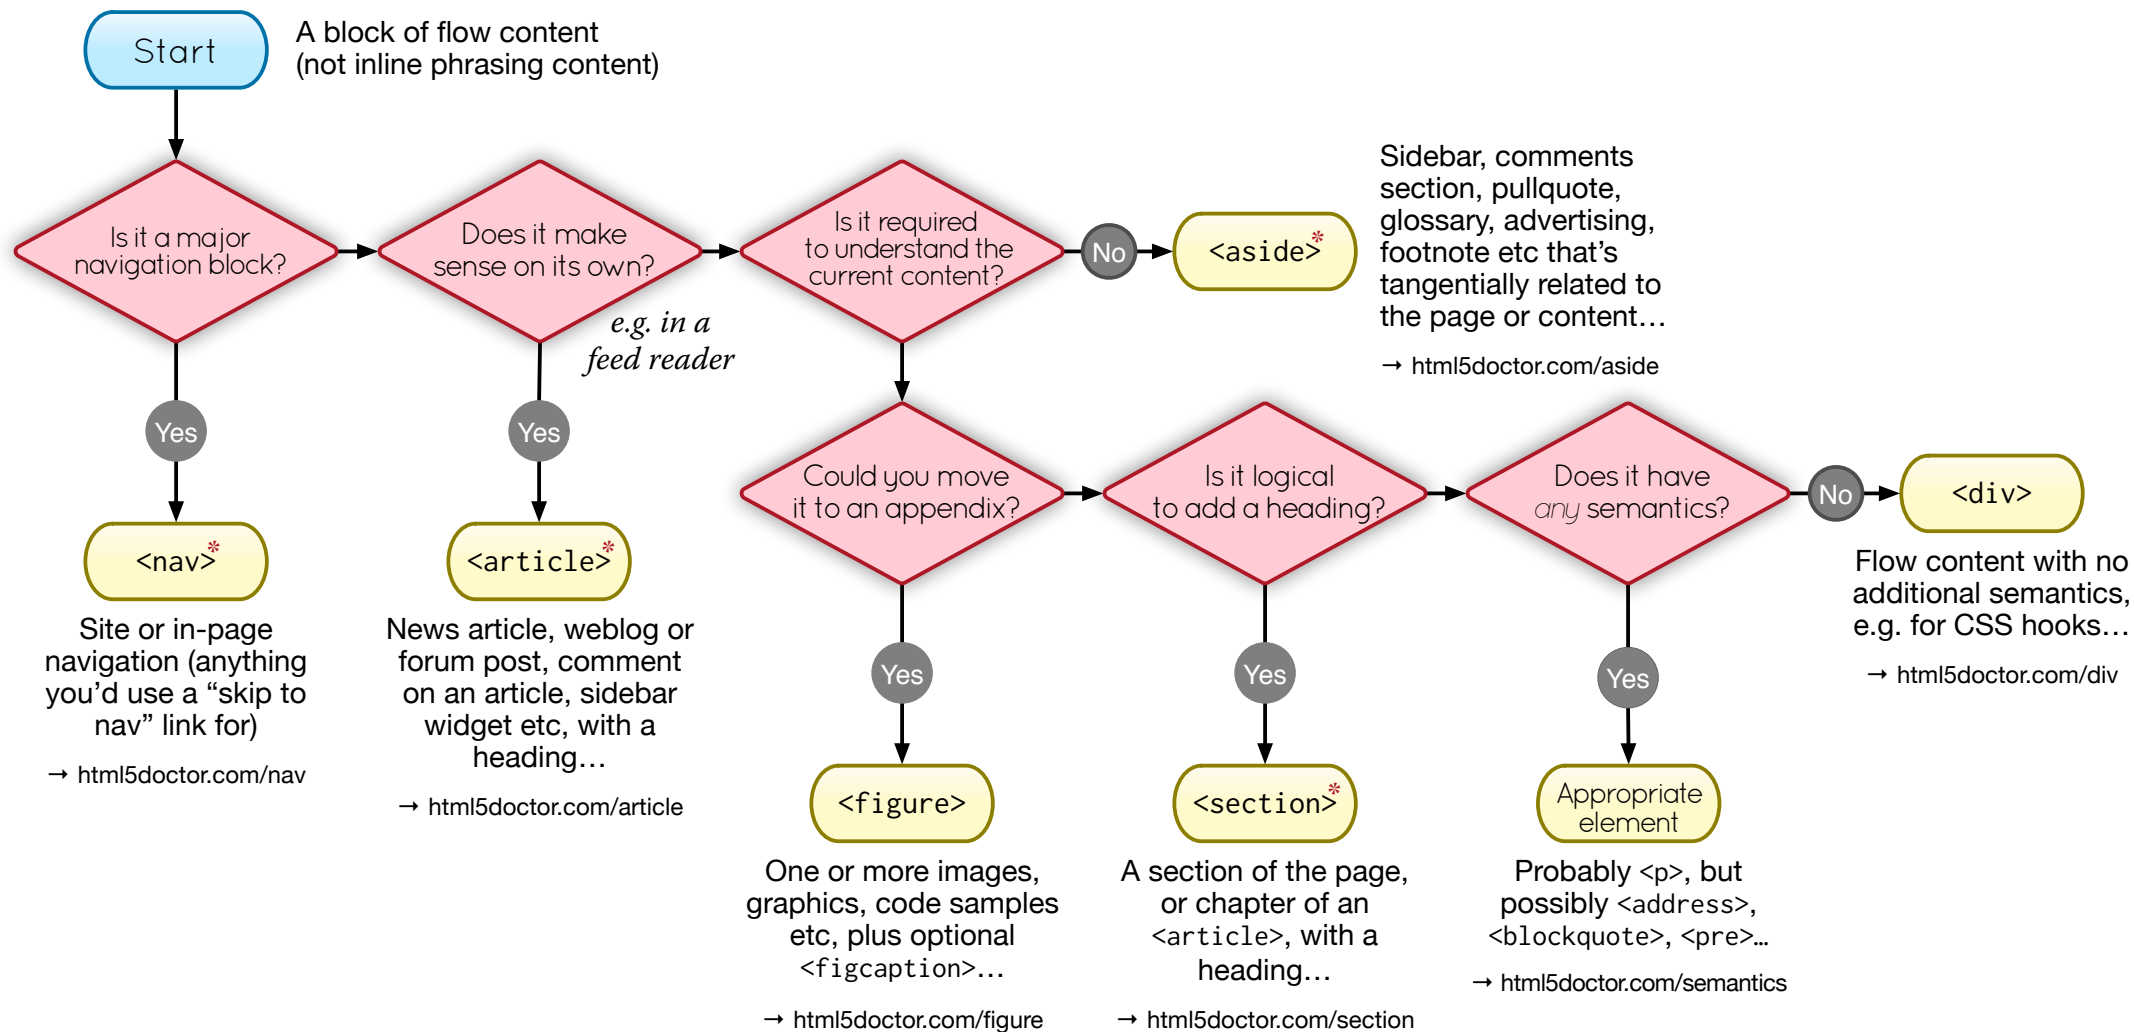 Start
A block of flow content
(not inline phrasing content)
Is it a major
navigation block?
Does it make
sense on its own?
e.g. in a
feed reader
Is it required
to understand the
current content?
No
<aside>*
Sidebar, comments
section, pullquote,
glossary, advertising,
footnote etc that’s
tangentially related to
the page or content…
→ html5doctor.com/aside
Yes
<nav>*
Site or in-page
navigation (anything
you’d use a “skip to
nav” link for)
→ html5doctor.com/nav
Yes
<article>*
News article, weblog or
forum post, comment
on an article, sidebar
widget etc, with a
heading…
→ html5doctor.com/article
Could you move
it to an appendix?
Is it logical
to add a heading?
Does it have
any semantics?
No
<div>
Flow content with no
additional semantics,
e.g. for CSS hooks…
→ html5doctor.com/div
Yes
<figure>
One or more images,
graphics, code samples
etc, plus optional
<figcaption>…
→ html5doctor.com/figure
Yes
<section>*
A section of the page,
or chapter of an
<article>, with a
heading…
→ html5doctor.com/section
Yes
Appropriate
element
Probably <p>, but
possibly <address>,
<blockquote>, <pre>…
→ html5doctor.com/semantics